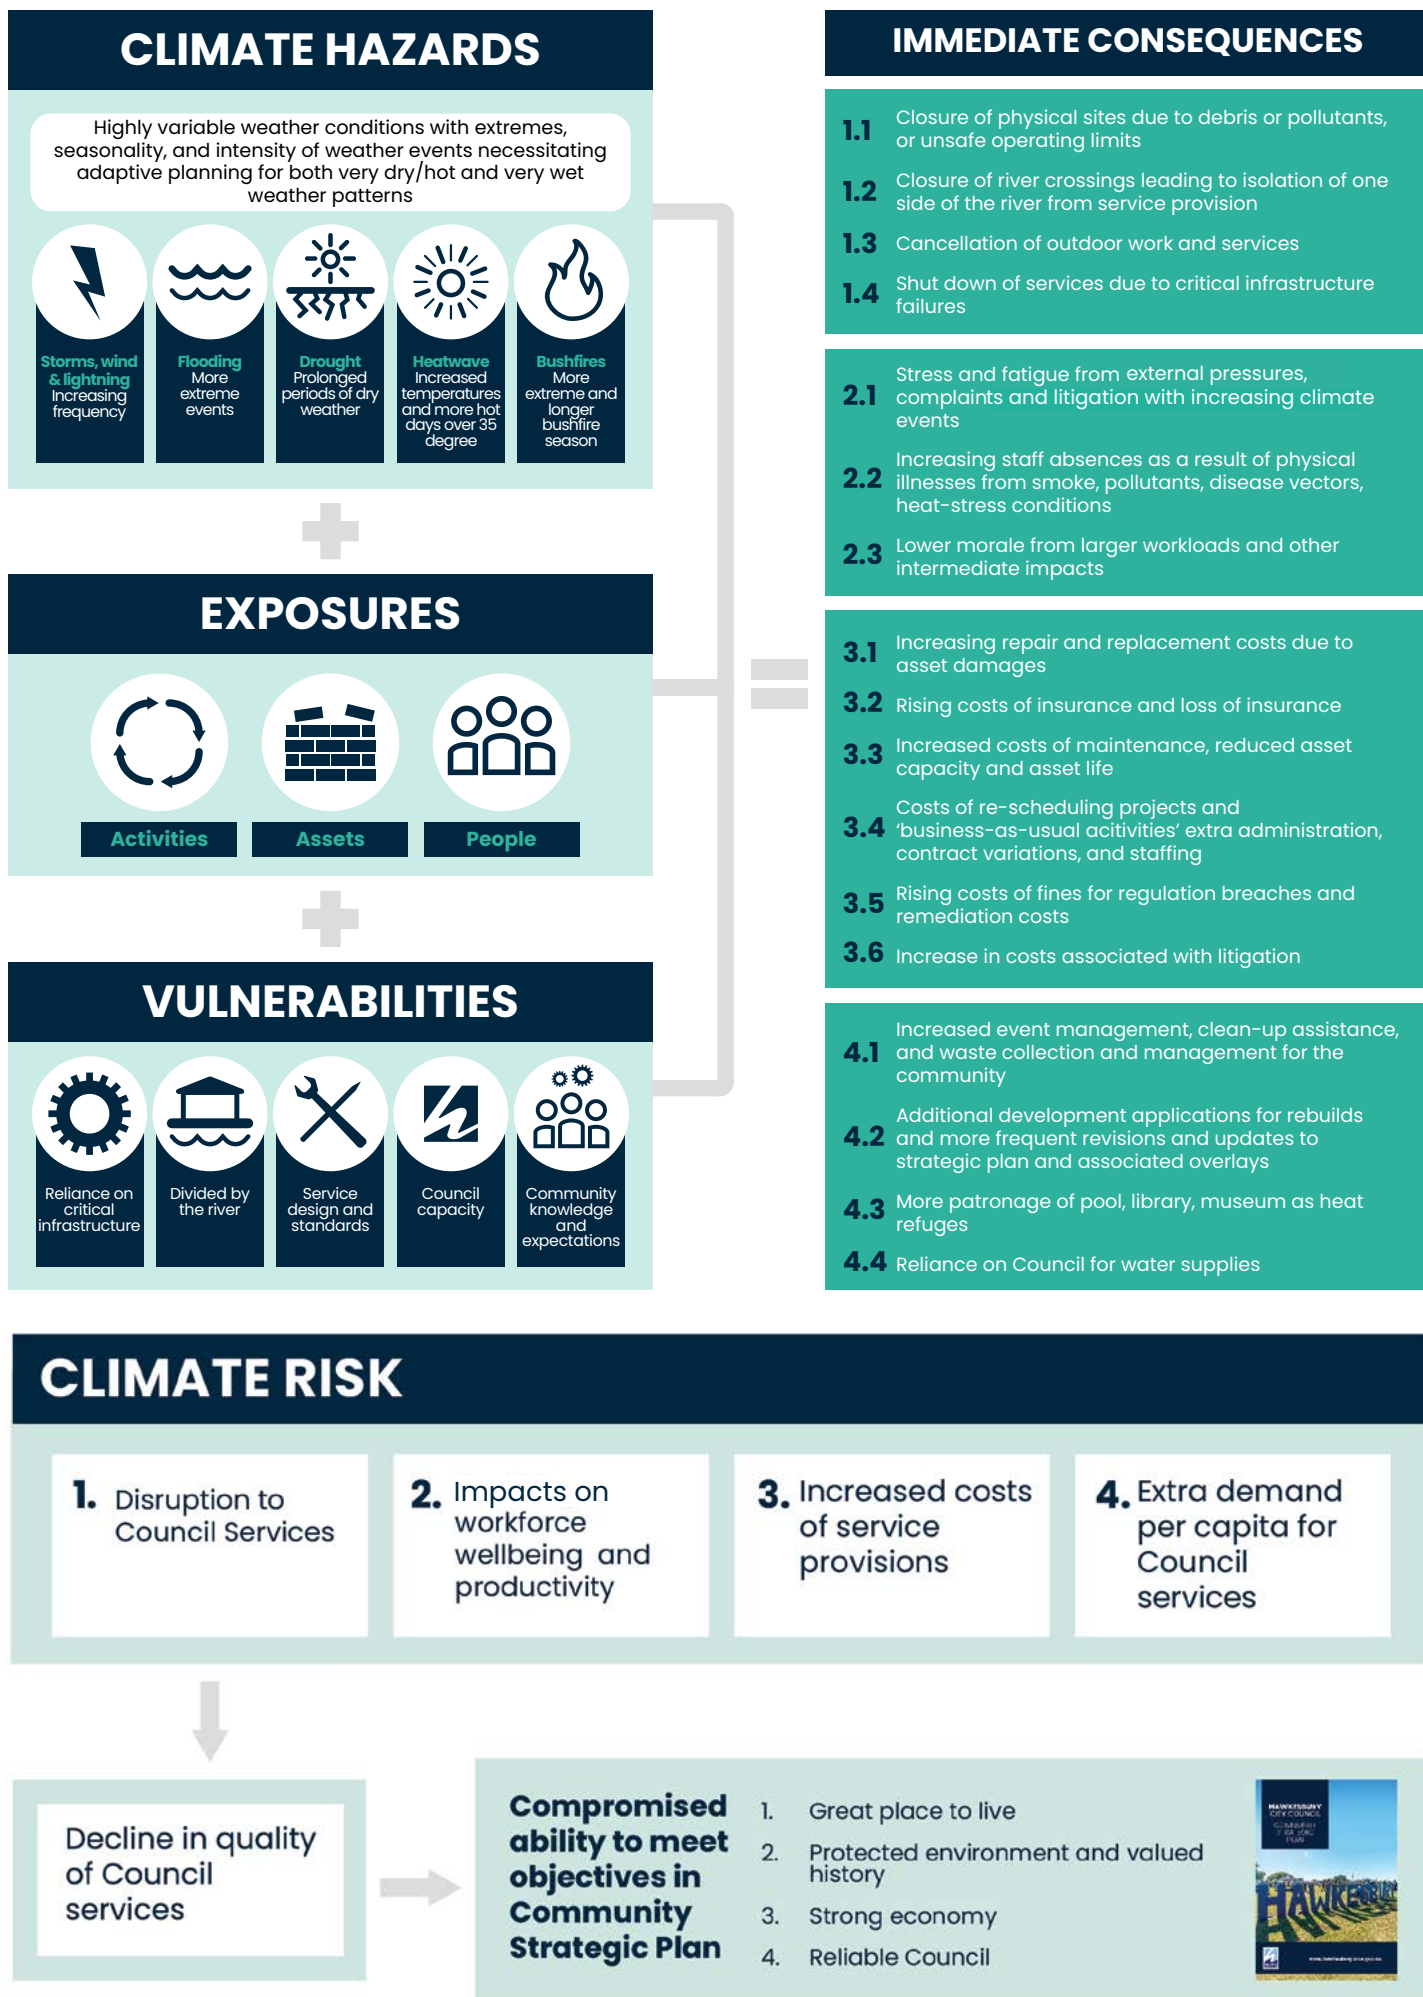 CLIMATE HAZARDS
Highly variable weather conditions with extremes,
seasonality, and intensity of weather events necessitating
adaptive planning for both very dry/hot and very wet
weather patterns
Storms, wind
& lightning
Increasing
frequency
Flooding
More
extreme
events
Drought
Prolonged
periods of dry
weather
Heatwave
Increased
temperatures
and more hot
days over 35
degree
Bushfires
More
extreme and
longer
bushfire
season
EXPOSURES
Activities
Assets
People
VULNERABILITIES
Reliance on
critical
infrastructure
Divided by
the river
Service
design and
standards
Council
capacity
Community
knowledge
and
expectations
IMMEDIATE CONSEQUENCES
1.1 Closure of physical sites due to debris or pollutants,
or unsafe operating limits
1.2 Closure of river crossings leading to isolation of one
side of the river from service provision
1.3 Cancellation of outdoor work and services
1.4 Shut down of services due to critical infrastructure
failures
2.1 Stress and fatigue from external pressures,
complaints and litigation with increasing climate
events
2.2 Increasing staff absences as a result of physical
illnesses from smoke, pollutants, disease vectors,
heat-stress conditions
2.3 Lower morale from larger workloads and other
intermediate impacts
3.1 Increasing repair and replacement costs due to
asset damages
3.2 Rising costs of insurance and loss of insurance
3.3 Increased costs of maintenance, reduced asset
capacity and asset life
3.4 Costs of re-scheduling projects and
‘business-as-usual acitivities’ extra administration,
contract variations, and staffing
3.5 Rising costs of fines for regulation breaches and
remediation costs
3.6 Increase in costs associated with litigation
4.1 Increased event management, clean-up assistance,
and waste collection and management for the
community
4.2 Additional development applications for rebuilds
and more frequent revisions and updates to
strategic plan and associated overlays
4.3 More patronage of pool, library, museum as heat
refuges
4.4 Reliance on Council for water supplies
CLIMATE RISK
1. Disruption to
Council Services
2. Impacts on
workforce
wellbeing and
productivity
3. Increased costs
of service
provisions
4. Extra demand
per capita for
Council
services
Decline in quality
of Council
services
Compromised
ability to meet
objectives in
Community
Strategic Plan
1. Great place to live
2. Protected environment and valued
history
3. Strong economy
4. Reliable Council
HAWKESBURY
CITY COUNCIL
COMMUNITY
STRATEGIC
PLAN
HAWKESBURY